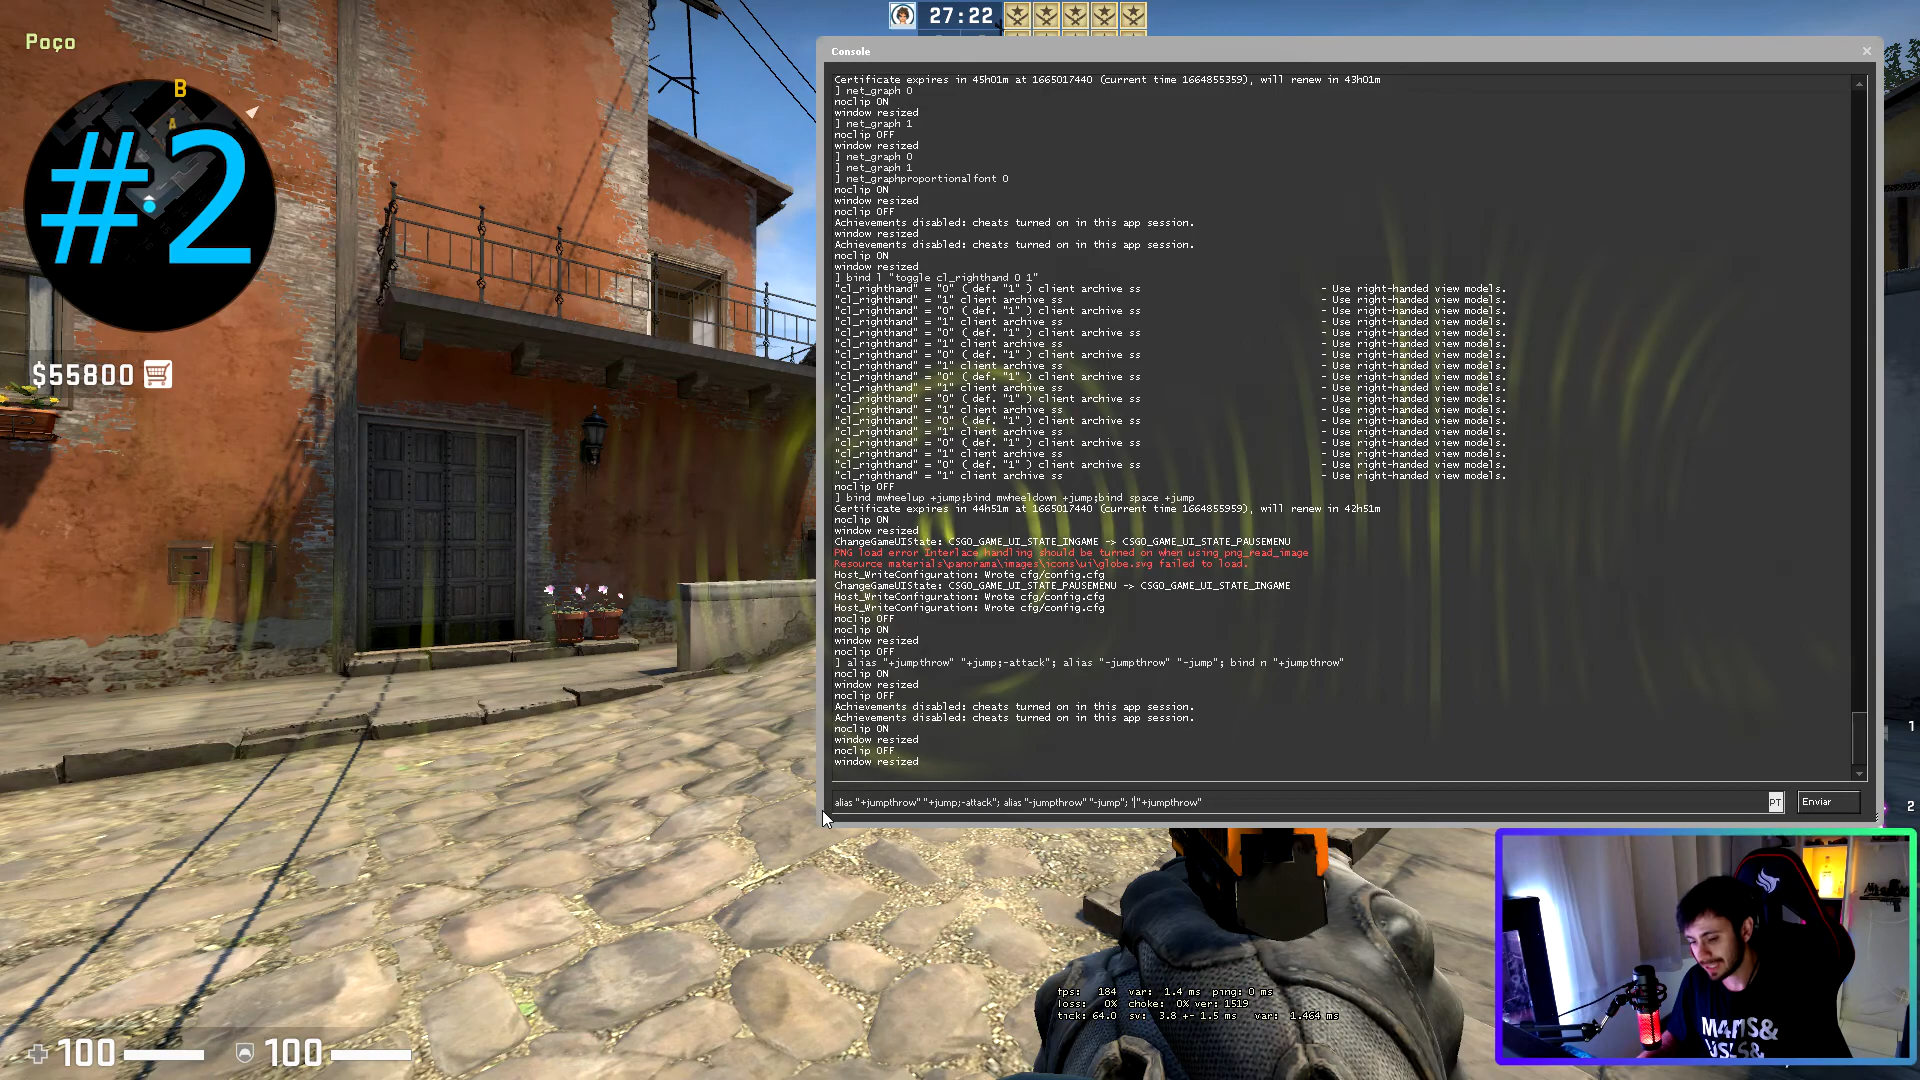 Poço
27:22
B
A
#2
$55800
Console
Certificate expires in 45h01m at 1665017440 (current time 1664855359), will renew in 43h01m
] net_graph 0
noclip ON
window resized
] net_graph 1
noclip OFF
window resized
] net_graph 0
] net_graph 1
] net_graphproportionalfont 0
noclip ON
window resized
noclip OFF
Achievements disabled: cheats turned on in this app session.
window resized
Achievements disabled: cheats turned on in this app session.
noclip ON
window resized
] bind l "toggle cl_righthand 0 1"
"cl_righthand" = "0" ( def. "1" ) client archive ss - Use right-handed view models.
"cl_righthand" = "1" client archive ss - Use right-handed view models.
"cl_righthand" = "0" ( def. "1" ) client archive ss - Use right-handed view models.
"cl_righthand" = "1" client archive ss - Use right-handed view models.
"cl_righthand" = "0" ( def. "1" ) client archive ss - Use right-handed view models.
"cl_righthand" = "1" client archive ss - Use right-handed view models.
"cl_righthand" = "0" ( def. "1" ) client archive ss - Use right-handed view models.
"cl_righthand" = "1" client archive ss - Use right-handed view models.
"cl_righthand" = "0" ( def. "1" ) client archive ss - Use right-handed view models.
"cl_righthand" = "1" client archive ss - Use right-handed view models.
"cl_righthand" = "0" ( def. "1" ) client archive ss - Use right-handed view models.
"cl_righthand" = "1" client archive ss - Use right-handed view models.
"cl_righthand" = "0" ( def. "1" ) client archive ss - Use right-handed view models.
"cl_righthand" = "1" client archive ss - Use right-handed view models.
"cl_righthand" = "0" ( def. "1" ) client archive ss - Use right-handed view models.
"cl_righthand" = "1" client archive ss - Use right-handed view models.
"cl_righthand" = "0" ( def. "1" ) client archive ss - Use right-handed view models.
"cl_righthand" = "1" client archive ss - Use right-handed view models.
noclip OFF
] bind mwheelup +jump;bind mwheeldown +jump;bind space +jump
Certificate expires in 44h51m at 1665017440 (current time 1664855959), will renew in 42h51m
noclip ON
window resized
ChangeGameUIState: CSGO_GAME_UI_STATE_INGAME -> CSGO_GAME_UI_STATE_PAUSEMENU
PNG load error Interlace handling should be turned on when using png_read_image
Resource materials\panorama\images\icons\ui\globe.svg failed to load.
Host_WriteConfiguration: Wrote cfg/config.cfg
ChangeGameUIState: CSGO_GAME_UI_STATE_PAUSEMENU -> CSGO_GAME_UI_STATE_INGAME
Host_WriteConfiguration: Wrote cfg/config.cfg
Host_WriteConfiguration: Wrote cfg/config.cfg
noclip OFF
noclip ON
window resized
noclip OFF
] alias "+jumpthrow" "+jump;-attack"; alias "-jumpthrow" "-jump"; bind n "+jumpthrow"
noclip ON
window resized
noclip OFF
Achievements disabled: cheats turned on in this app session.
Achievements disabled: cheats turned on in this app session.
noclip ON
window resized
noclip OFF
window resized
alias "+jumpthrow" "+jump;-attack"; alias "-jumpthrow" "-jump"; '"+jumpthrow"
PT
Enviar
1
2
fps: 184 var: 1.4 ms ping: 0 ms
loss: 0% choke: 0% ver: 1519
tick: 64.0 sv: 3.8 +- 1.5 ms var: 1.464 ms
100
100